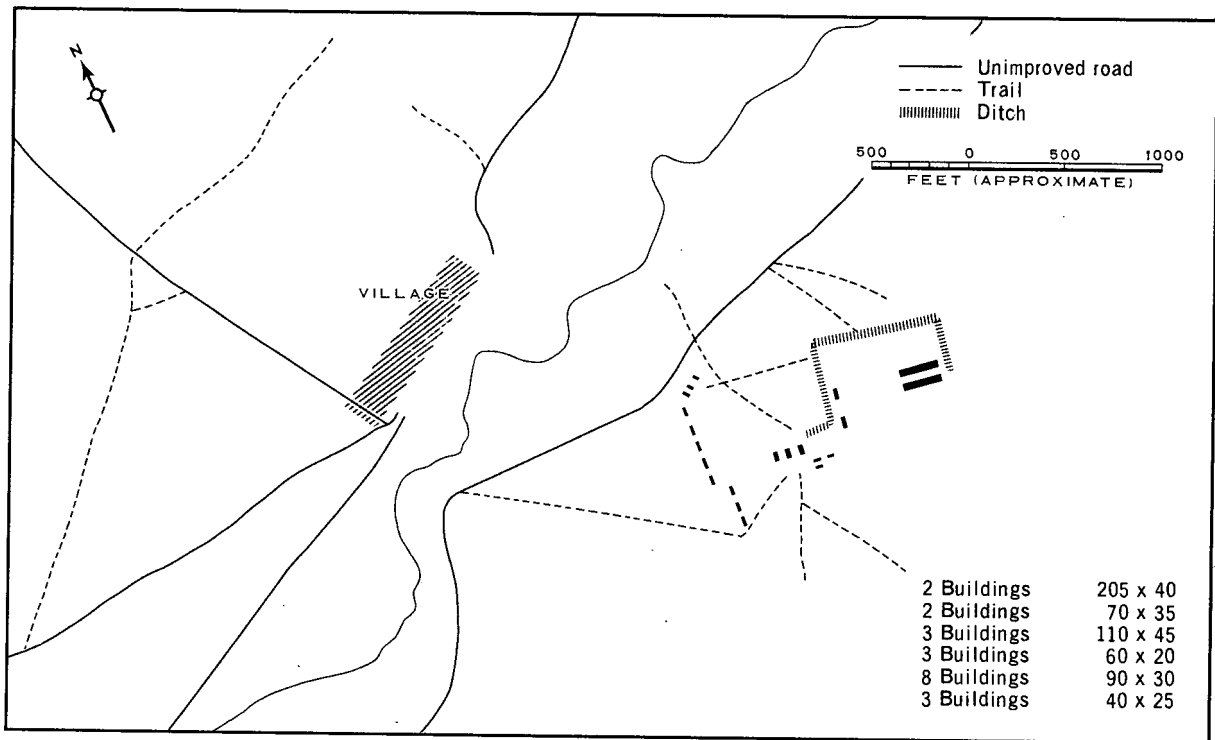 N
Unimproved road
Trail
Ditch
500 0 500 1000
FEET (APPROXIMATE)
VILLAGE
2 Buildings 205 x 40
2 Buildings 70 x 35
3 Buildings 110 x 45
3 Buildings 60 x 20
8 Buildings 90 x 30
3 Buildings 40 x 25